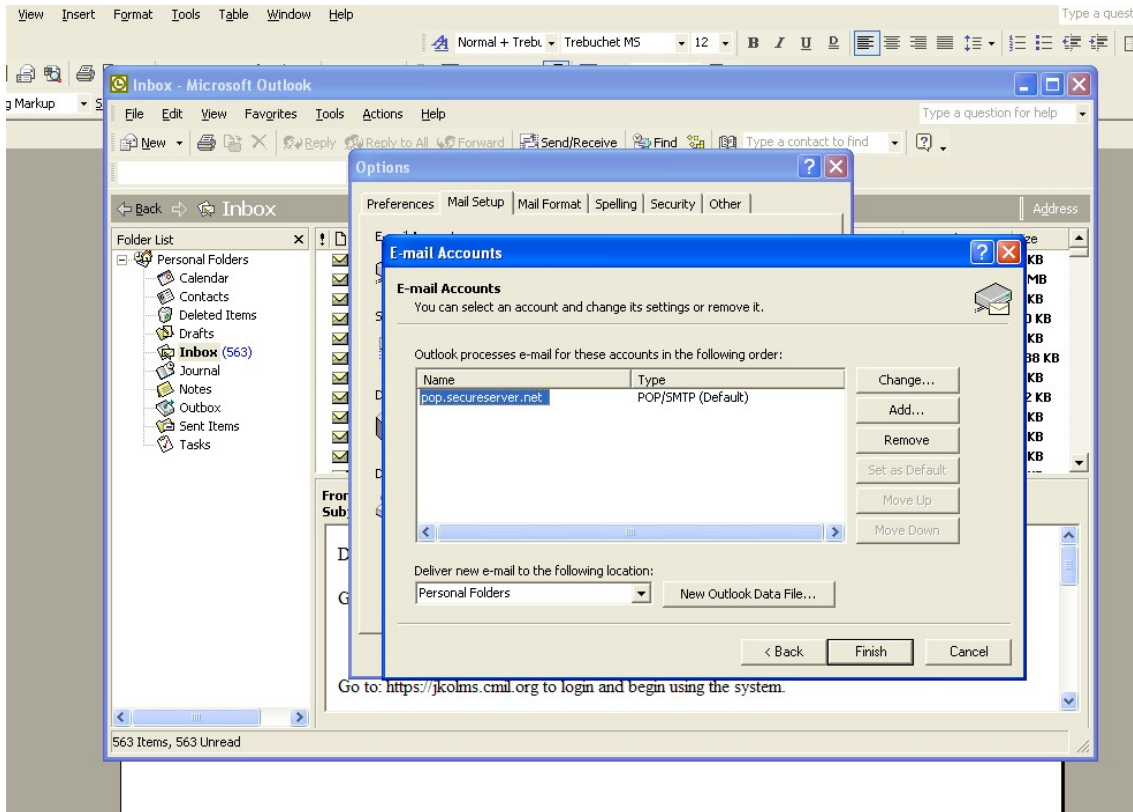 View Insert Format Tools Table Window Help
Type a quest
Normal + Trebu Trebuchet MS 12 B I U D
g Markup
Inbox - Microsoft Outlook
File Edit View Favorites Tools Actions Help
Type a question for help
New Reply Reply to All Forward Send/Receive Find Type a contact to find
Options
Back Inbox
Address
Preferences Mail Setup Mail Format Spelling Security Other
Folder List
Personal Folders
Calendar
Contacts
Deleted Items
Drafts
Inbox (563)
Journal
Notes
Outbox
Sent Items
Tasks
E-mail Accounts
E-mail Accounts
You can select an account and change its settings or remove it.
Outlook processes e-mail for these accounts in the following order:
Name Type
pop.secureserver.net POP/SMTP (Default)
Change...
Add...
Remove
Set as Default
Move Up
Move Down
Deliver new e-mail to the following location:
Personal Folders
New Outlook Data File...
< Back Finish Cancel
KB
MB
KB
KB
KB
38 KB
KB
2 KB
KB
KB
KB
From
Subj
D
G
Go to: https://jkolms.cmil.org to login and begin using the system.
563 Items, 563 Unread